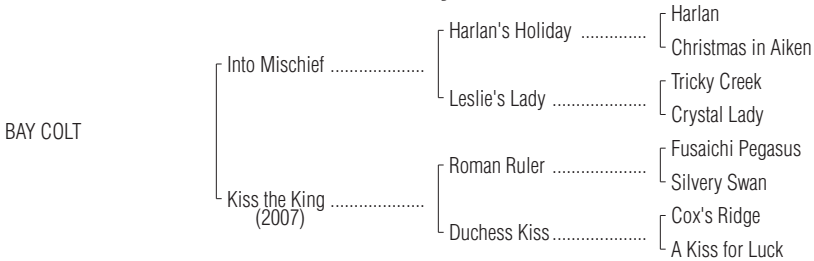 Harlan
Harlan's Holiday ..............
Christmas in Aiken
Into Mischief ....................
Tricky Creek
Leslie's Lady ....................
Crystal Lady
BAY COLT
Fusaichi Pegasus
Roman Ruler ....................
Silvery Swan
Kiss the King ....................
(2007)
Cox's Ridge
Duchess Kiss....................
A Kiss for Luck